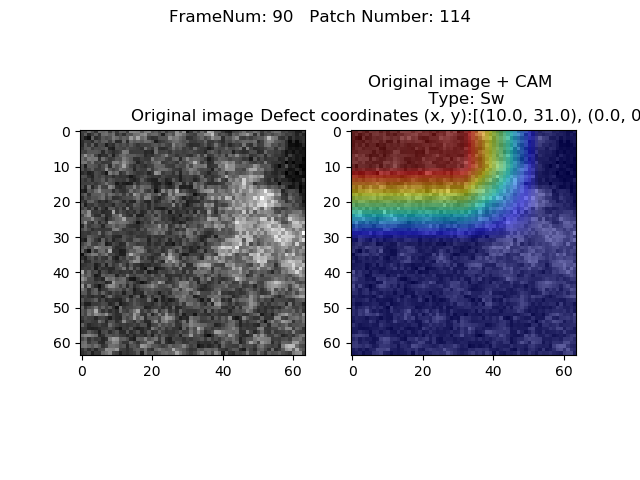 FrameNum: 90   Patch Number: 114
Original image + CAM
Type: Sw
Original image
Defect coordinates (x, y):[(10.0, 31.0), (0.0, 0
0
10
20
30
40
50
60
0 20 40 60
0
10
20
30
40
50
60
0 20 40 60